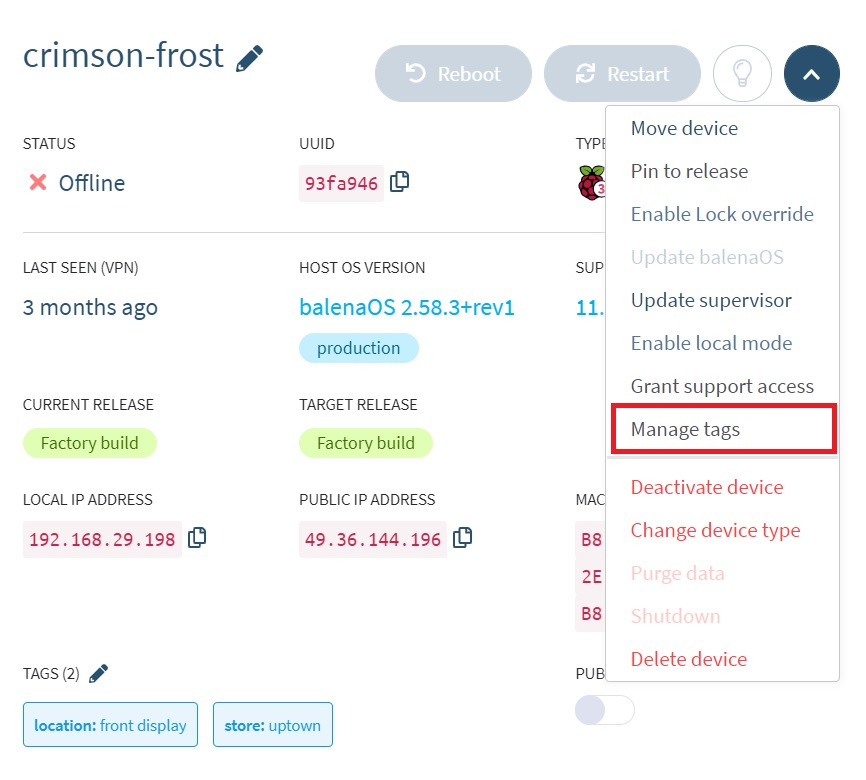 crimson-frost
Reboot
Restart
STATUS
UUID
TYPE
Offline
93fa946
3
LAST SEEN (VPN)
HOST OS VERSION
SUP
3 months ago
balenaOS 2.58.3+rev1
11.
production
CURRENT RELEASE
TARGET RELEASE
Factory build
Factory build
LOCAL IP ADDRESS
PUBLIC IP ADDRESS
MAC
192.168.29.198
49.36.144.196
B8
2E
B8
TAGS (2)
PUB
location: front display
store: uptown
Move device
Pin to release
Enable Lock override
Update balenaOS
Update supervisor
Enable local mode
Grant support access
Manage tags
Deactivate device
Change device type
Purge data
Shutdown
Delete device